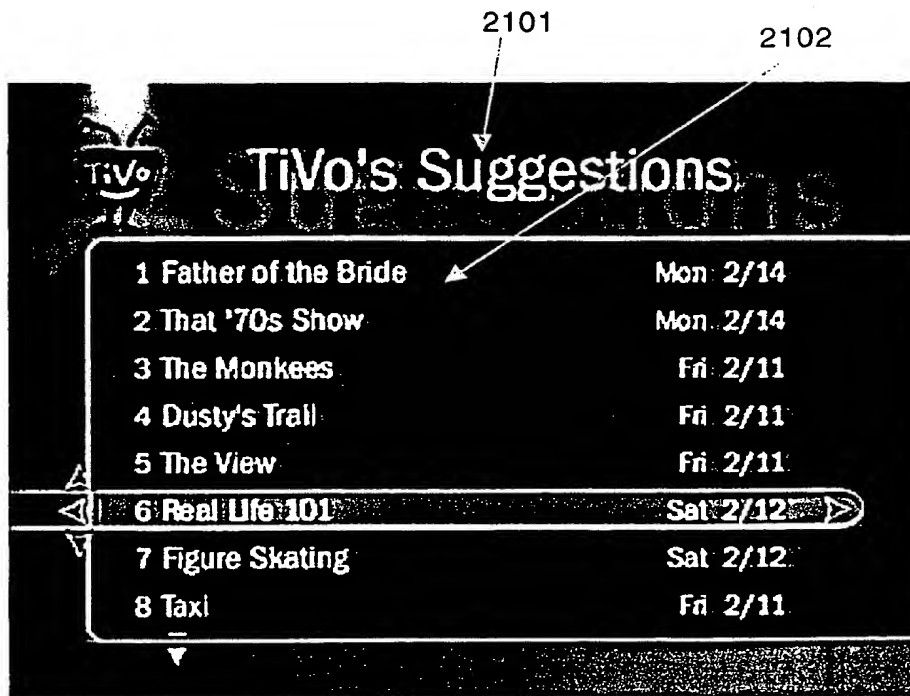 2101
2102
TiVo
TiVo's Suggestions
Suggestions
1 Father of the Bride Mon 2/14
2 That '70s Show Mon 2/14
3 The Monkees Fri 2/11
4 Dusty's Trail Fri 2/11
5 The View Fri 2/11
6 Real Life 101 Sat 2/12
7 Figure Skating Sat 2/12
8 Taxi Fri 2/11